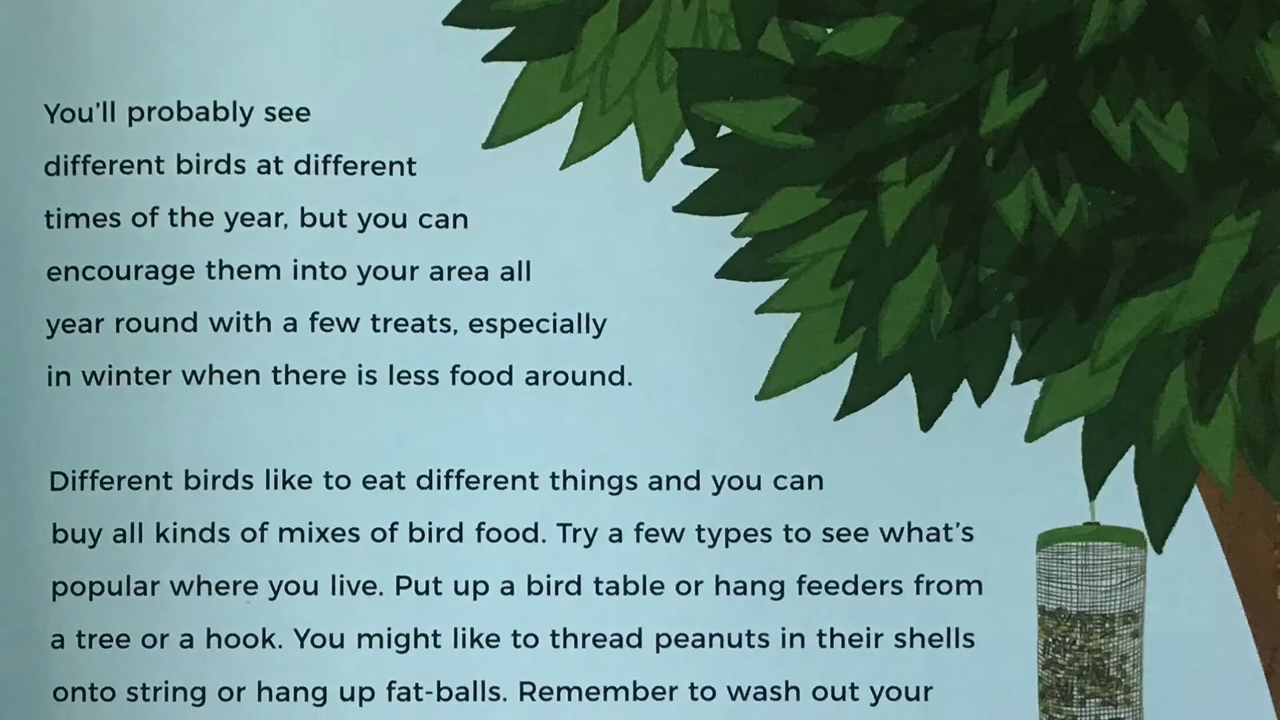 You'll probably see
different birds at different
times of the year, but you can
encourage them into your area all
year round with a few treats, especially
in winter when there is less food around.
Different birds like to eat different things and you can
buy all kinds of mixes of bird food. Try a few types to see what's
popular where you live. Put up a bird table or hang feeders from
a tree or a hook. You might like to thread peanuts in their shells
onto string or hang up fat-balls. Remember to wash out your